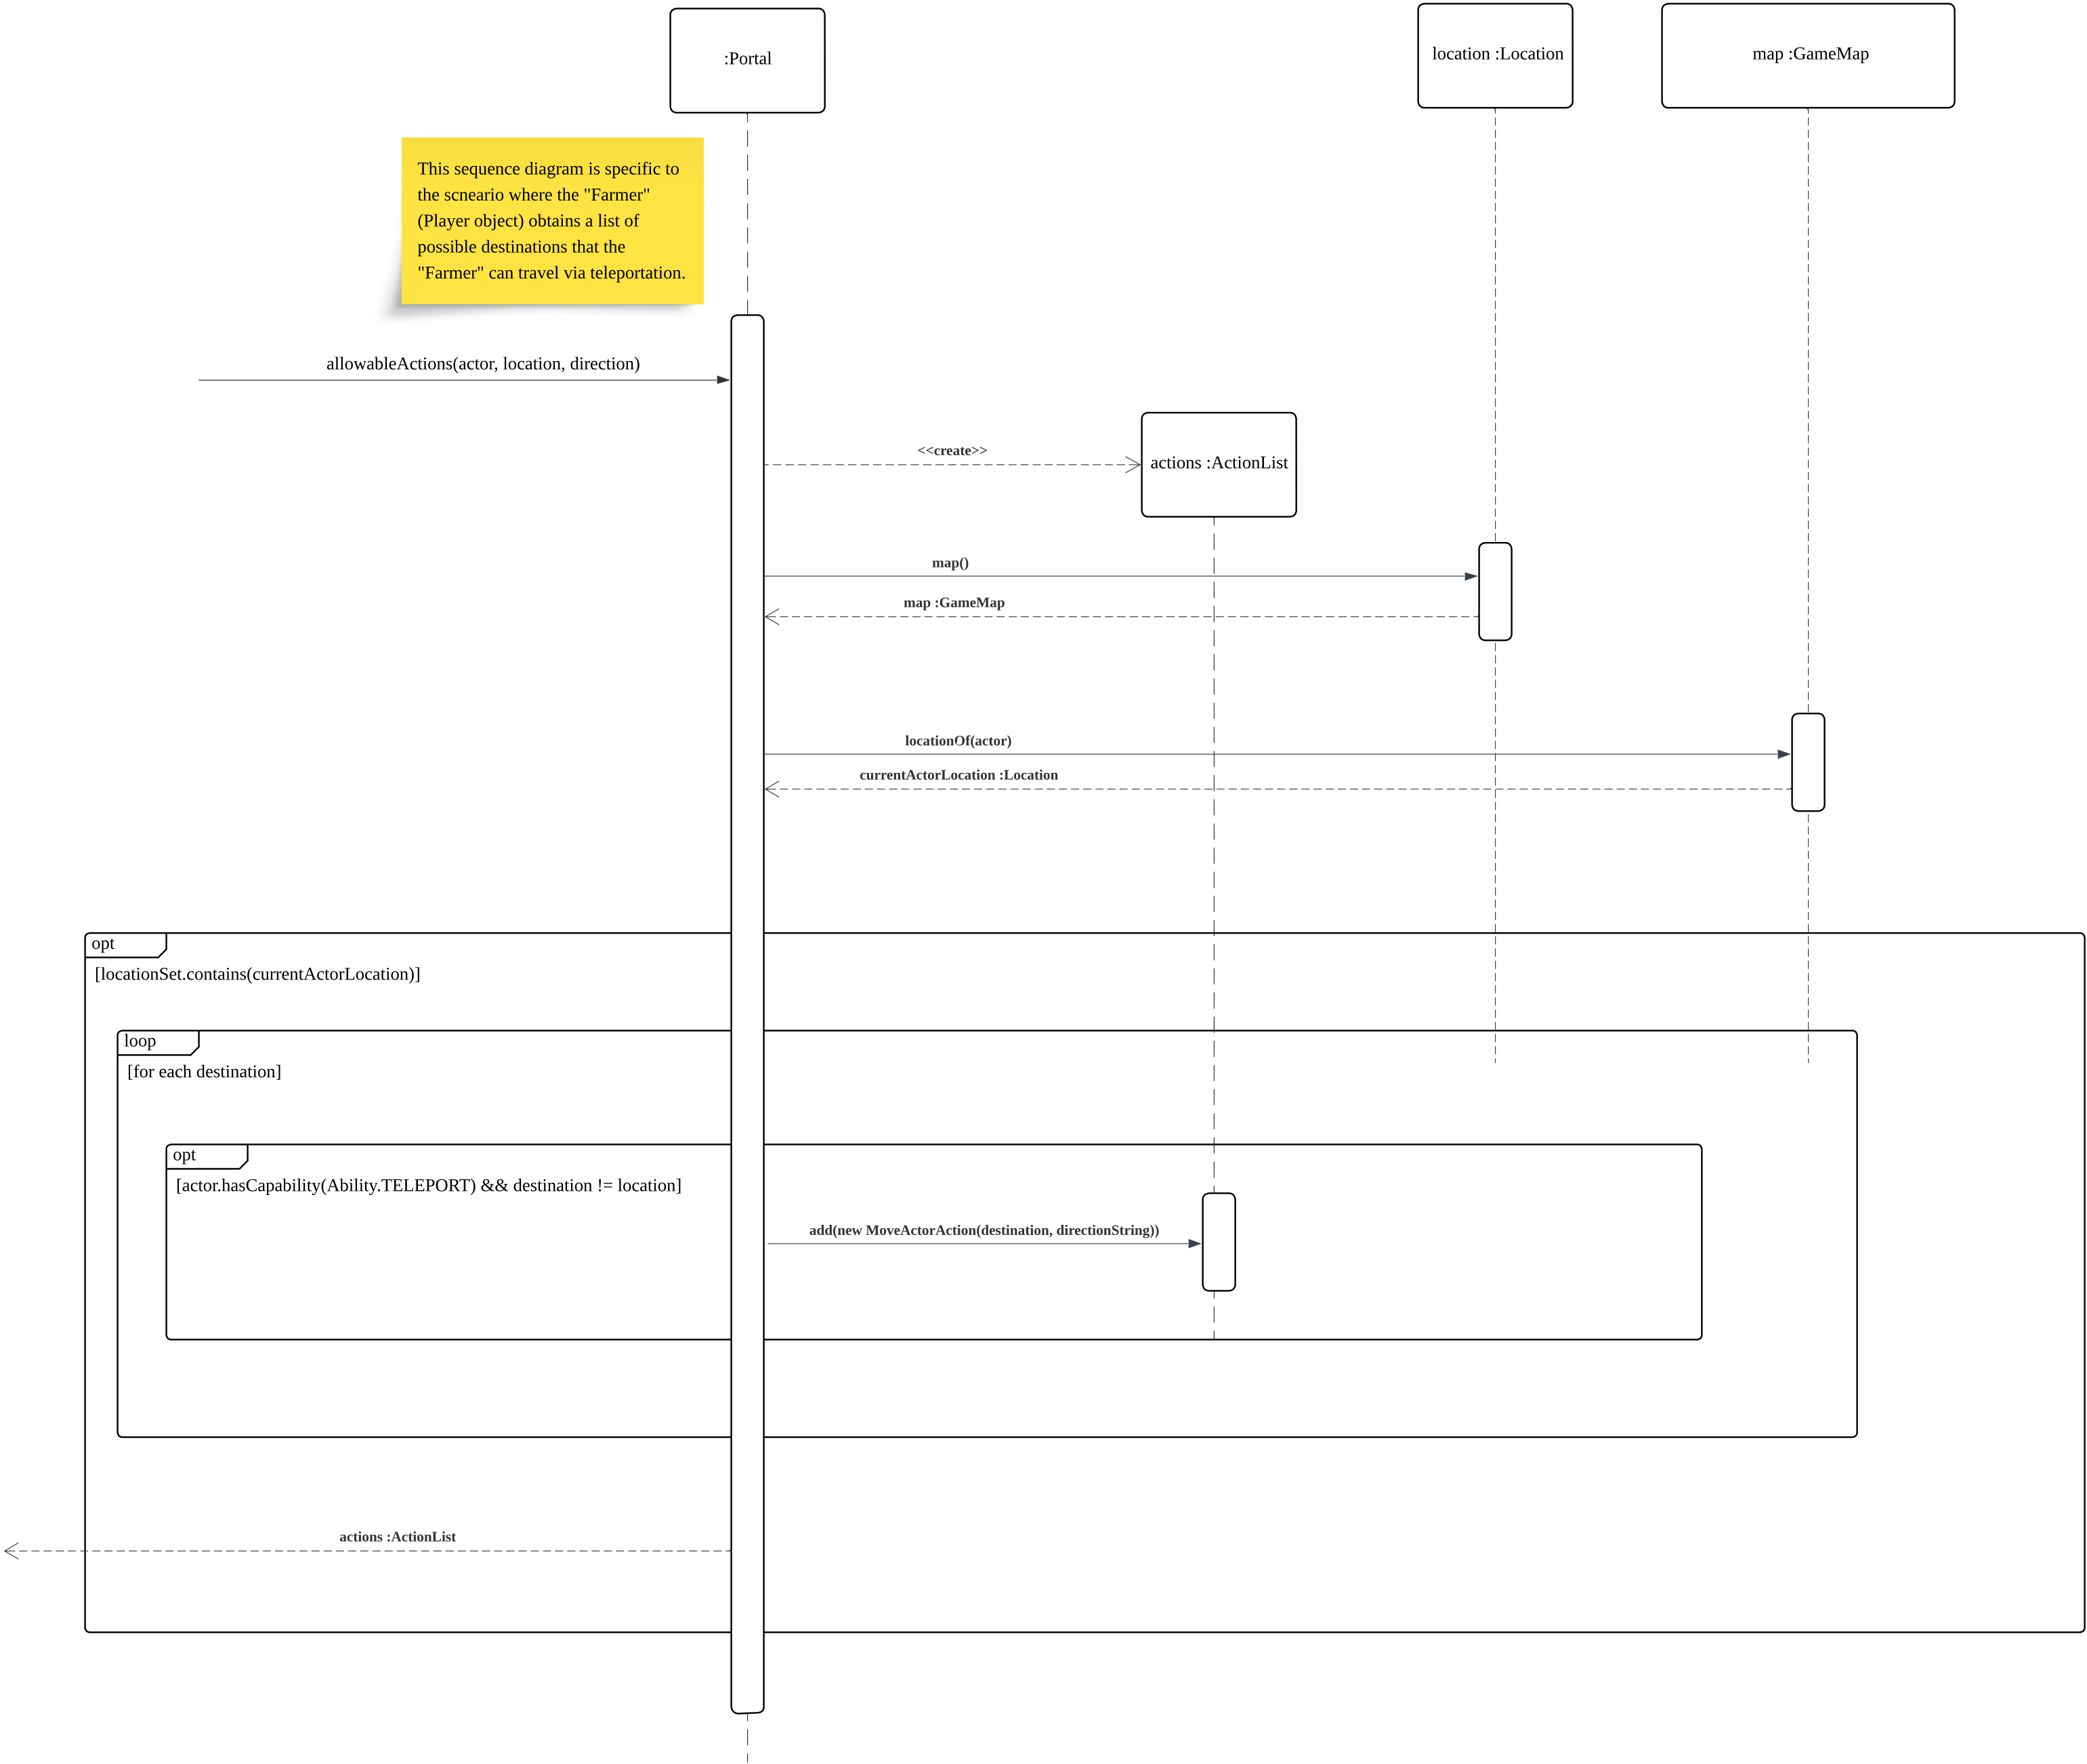 :Portal
location :Location
map :GameMap
This sequence diagram is specific to
the scneario where the "Farmer"
(Player object) obtains a list of
possible destinations that the
"Farmer" can travel via teleportation.
allowableActions(actor, location, direction)
<<create>>
actions :ActionList
map()
map :GameMap
locationOf(actor)
currentActorLocation :Location
opt
[locationSet.contains(currentActorLocation)]
loop
[for each destination]
opt
[actor.hasCapability(Ability.TELEPORT) && destination != location]
add(new MoveActorAction(destination, directionString))
actions :ActionList